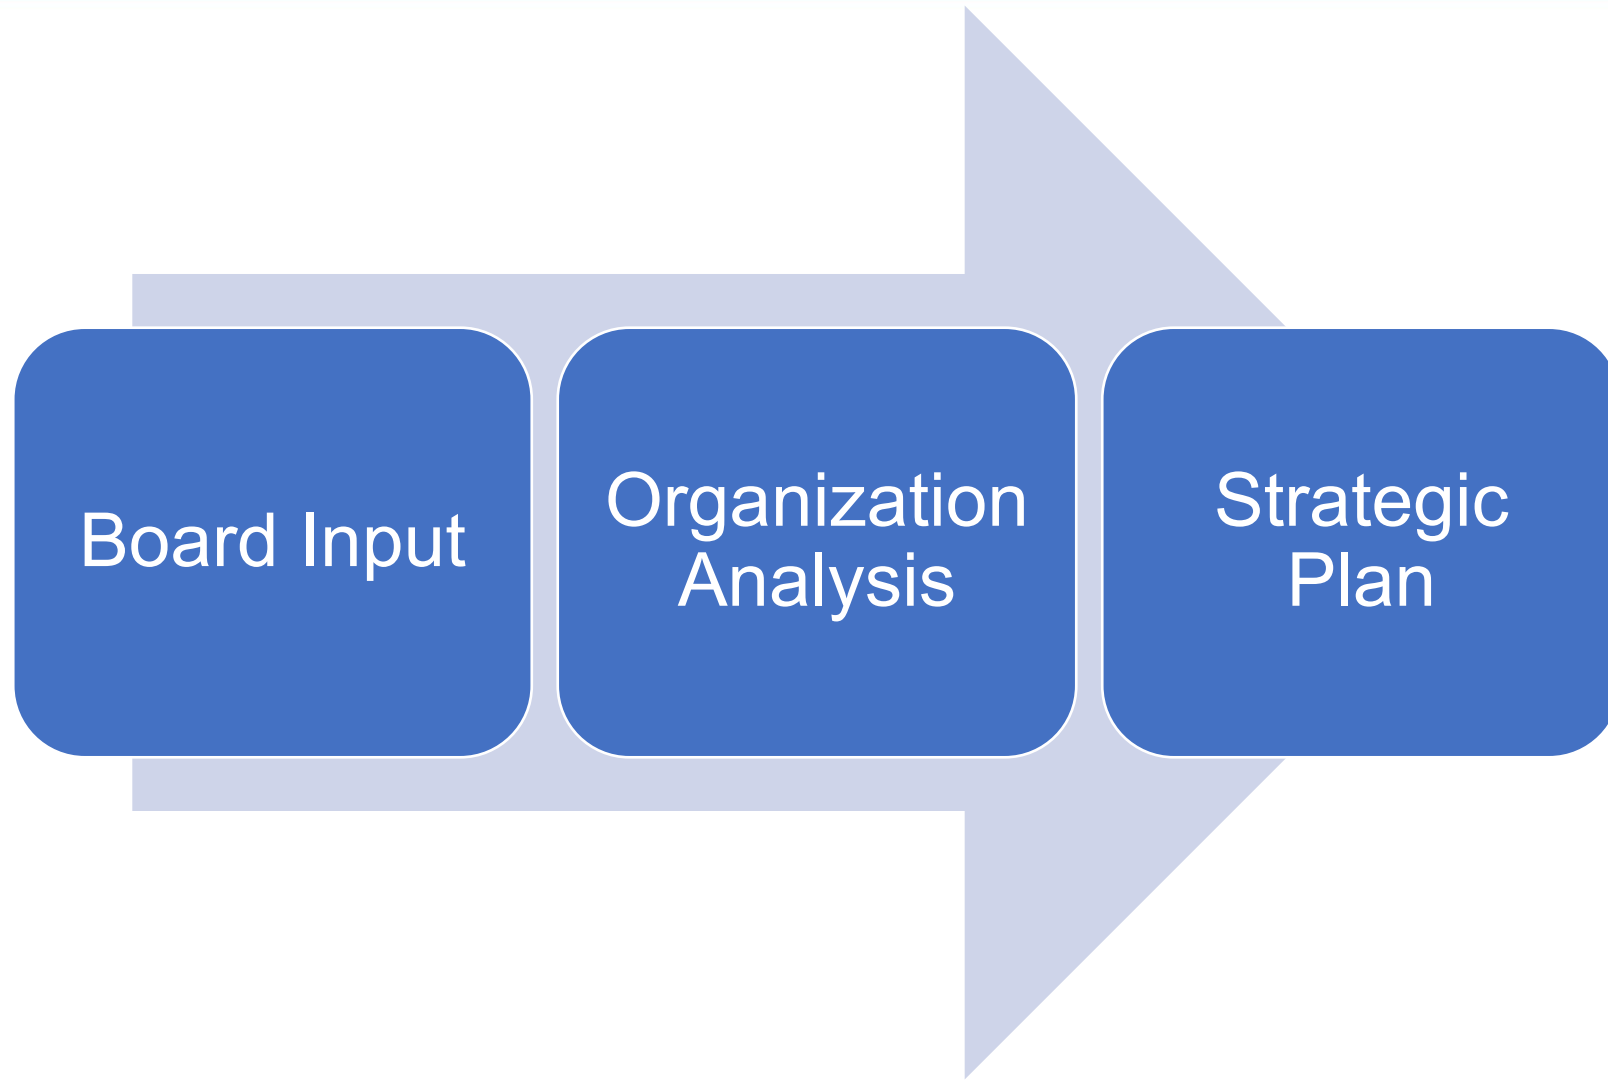 Board Input
Organization
Analysis
Strategic
Plan